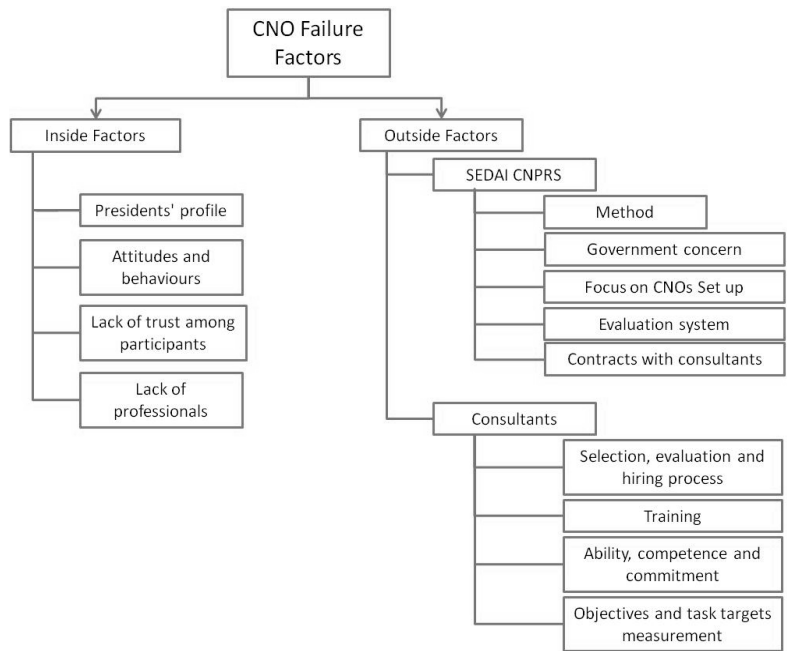 CNO Failure
Factors
Inside Factors
Presidents' profile
Attitudes and
behaviours
Lack of trust among
participants
Lack of
professionals
Outside Factors
SEDAI CNPRS
Method
Government concern
Focus on CNOs Set up
Evaluation system
Contracts with consultants
Consultants
Selection, evaluation and
hiring process
Training
Ability, competence and
commitment
Objectives and task targets
measurement